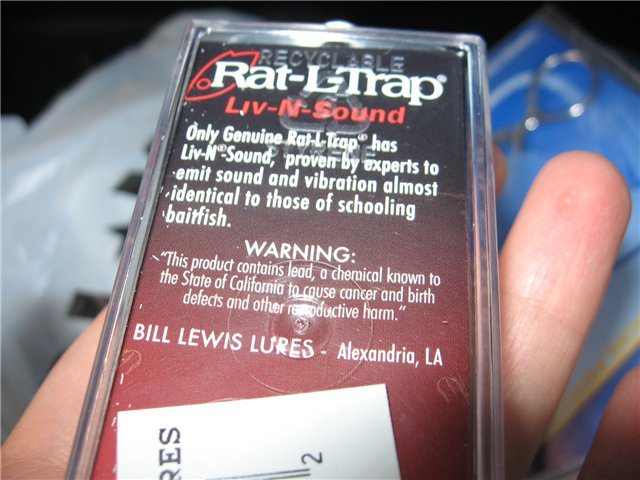 RECYCLABLE
Rat-L-Trap®
Liv-N-Sound
STYRENE
Only Genuine Rat-L-Trap® has
Liv-N®-Sound, proven by experts to
emit sound and vibration almost
identical to those of schooling
baitfish.
WARNING:
"This product contains lead, a chemical known to
the State of California to cause cancer and birth
defects and other reproductive harm."
BILL LEWIS LURES - Alexandria, LA
RES
2